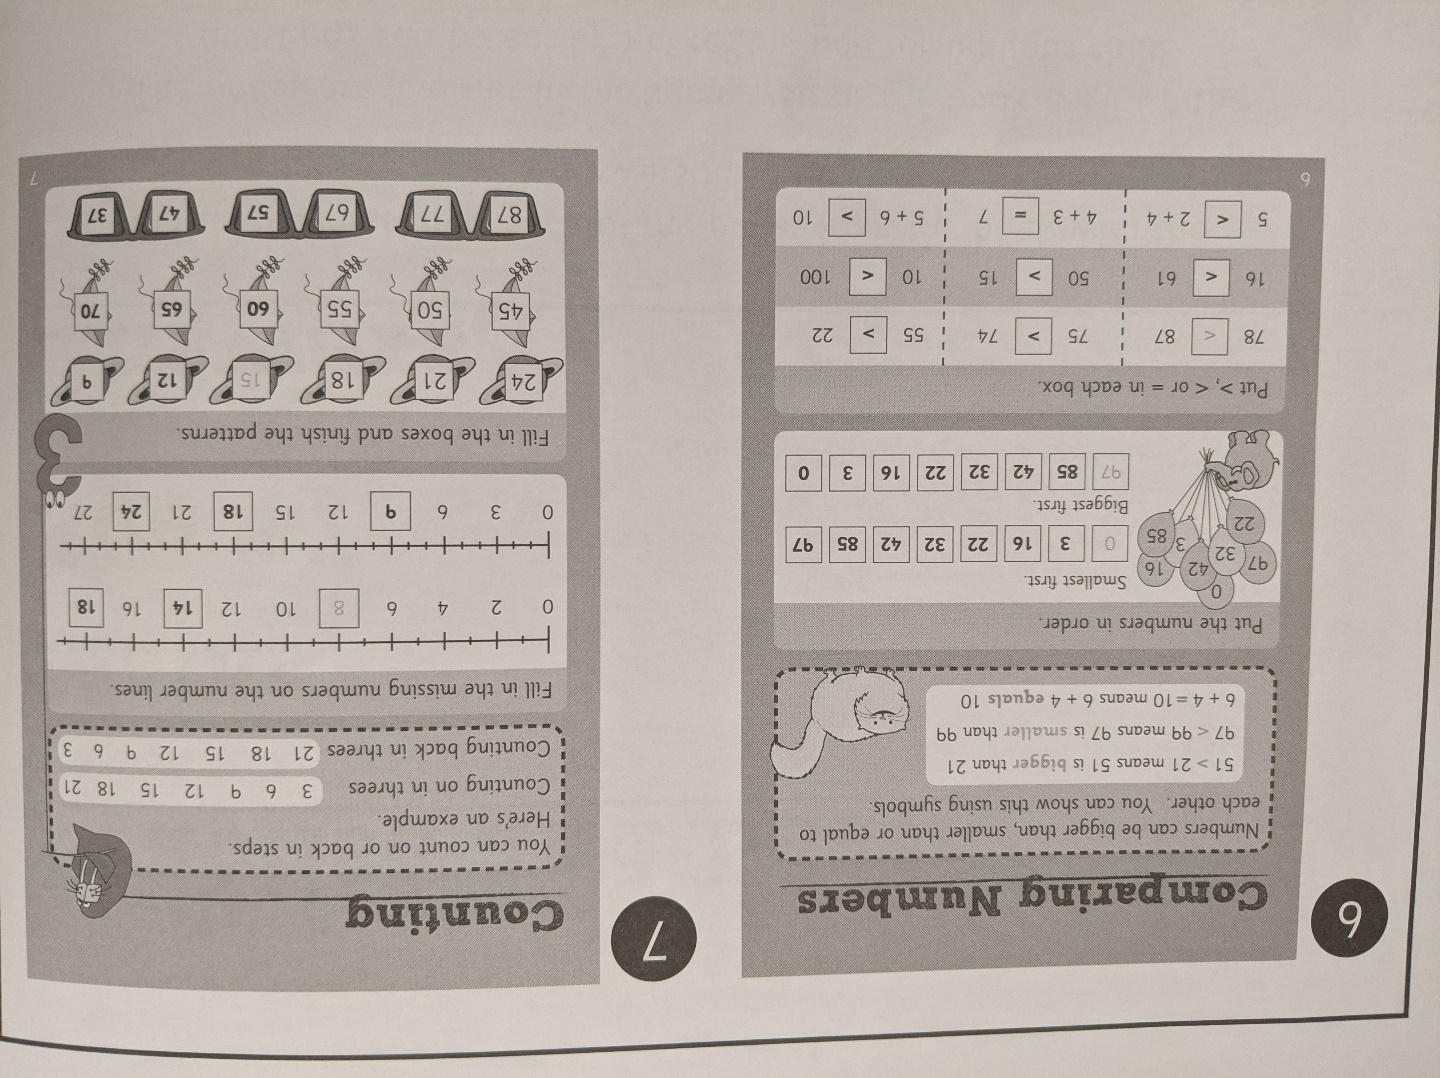 6
Comparing Numbers
Numbers can be bigger than, smaller than or equal to
each other. You can show this using symbols.
51 > 21 means 51 is bigger than 21
97 < 99 means 97 is smaller than 99
6 + 4 = 10 means 6 + 4 equals 10
Put the numbers in order.
0
97 42 16
32 3 85
22
Smallest first.
0 3 16 22 32 42 85 97
Biggest first.
97 85 42 32 22 16 3 0
Put >, < or = in each box.
78 < 87 75 > 74 55 > 22
16 < 61 50 > 15 10 < 100
5 < 2 + 4 4 + 3 = 7 5 + 6 > 10
6
7
Counting
You can count on or back in steps.
Here's an example.
Counting on in threes 3 6 9 12 15 18 21
Counting back in threes 21 18 15 12 9 6 3
Fill in the missing numbers on the number lines.
0 2 4 6 8 10 12 14 16 18
0 3 6 9 12 15 18 21 24 27
Fill in the boxes and finish the patterns.
24 21 18 15 12 9
45 50 55 60 65 70
87 77 67 57 47 37
7